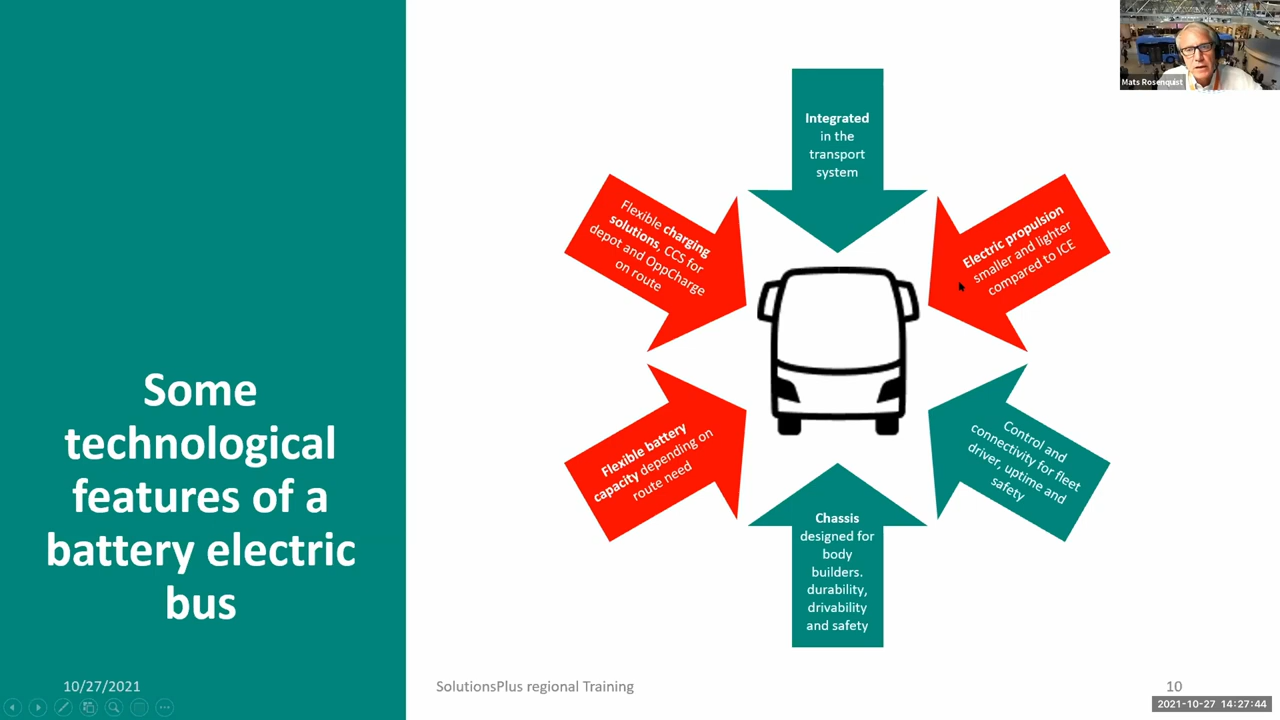 Some
technological
features of a
battery electric
bus
Integrated
in the
transport
system
Electric propulsion
smaller and lighter
compared to ICE
Control and
connectivity for fleet
driver, uptime and
safety
Chassis
designed for
body
builders.
durability,
drivability
and safety
Flexible battery
capacity depending on
route need
Flexible charging
solutions, CCS for
depot and OppCharge
on route
Mats Rosenquist
10/27/2021
SolutionsPlus regional Training
10
2021-10-27 14:27:44